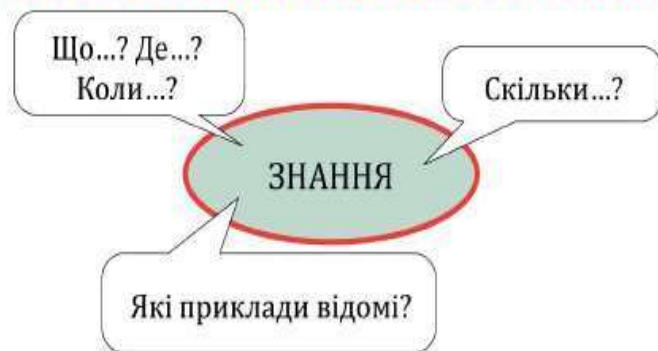 Що...? Де...?
Коли...?
Скільки...?
ЗНАННЯ
Які приклади відомі?